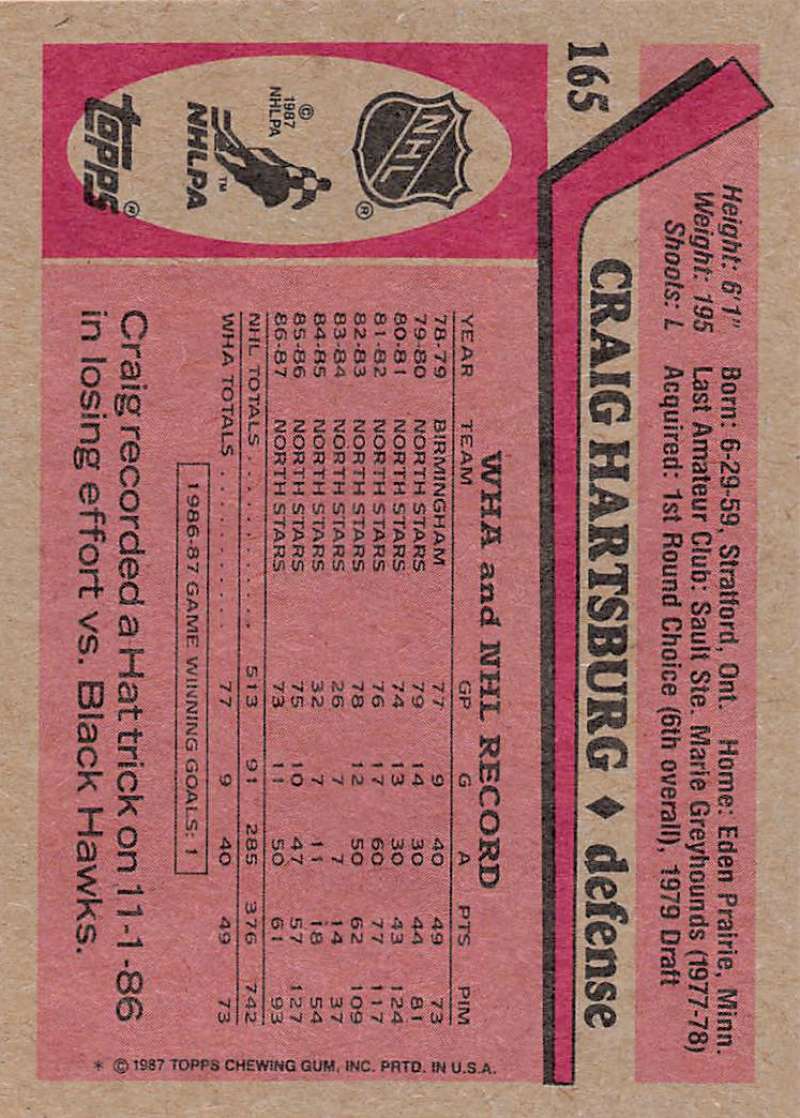 165
Height: 6'1" Born: 6-29-59, Stratford, Ont. Home: Eden Prairie, Minn.
Weight: 195 Last Amateur Club: Sault Ste. Marie Greyhounds (1977-78)
Shoots: L Acquired: 1st Round Choice (6th overall), 1979 Draft
CRAIG HARTSBURG ♦ defense
NHL ®
© 1987 NHLPA
NHLPA ™
TOPPS ®
WHA and NHL RECORD
YEAR TEAM GP G A PTS PIM
78-79 BIRMINGHAM 77 9 40 49 73
79-80 NORTH STARS 79 14 30 44 81
80-81 NORTH STARS 74 13 30 43 124
81-82 NORTH STARS 76 17 60 77 117
82-83 NORTH STARS 78 12 50 62 109
83-84 NORTH STARS 26 7 7 14 37
84-85 NORTH STARS 32 7 11 18 54
85-86 NORTH STARS 75 10 47 57 127
86-87 NORTH STARS 73 11 50 61 93
NHL TOTALS . . . . . . . . . . 513 91 285 376 742
WHA TOTALS . . . . . . . . . . 77 9 40 49 73
1986-87 GAME WINNING GOALS: 1
Craig recorded a Hat trick on 11-1-86
in losing effort vs. Black Hawks.
* © 1987 TOPPS CHEWING GUM, INC. PRTD. IN U.S.A.